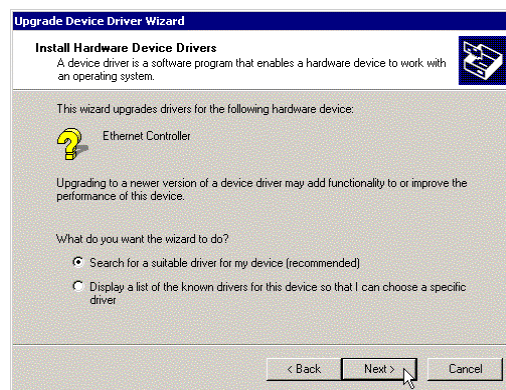 Upgrade Device Driver Wizard
Install Hardware Device Drivers
A device driver is a software program that enables a hardware device to work with
an operating system.
This wizard upgrades drivers for the following hardware device:
Ethernet Controller
Upgrading to a newer version of a device driver may add functionality to or improve the
performance of this device.
What do you want the wizard to do?
Search for a suitable driver for my device (recommended)
Display a list of the known drivers for this device so that I can choose a specific
driver
< Back
Next >
Cancel